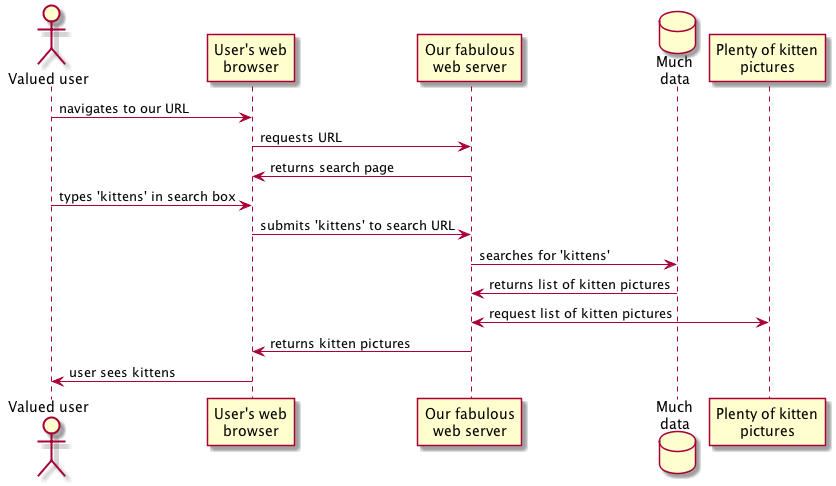 Valued user
User's web
browser
Our fabulous
web server
Much
data
Plenty of kitten
pictures
navigates to our URL
requests URL
returns search page
types 'kittens' in search box
submits 'kittens' to search URL
searches for 'kittens'
returns list of kitten pictures
request list of kitten pictures
returns kitten pictures
user sees kittens
Valued user
User's web
browser
Our fabulous
web server
Much
data
Plenty of kitten
pictures